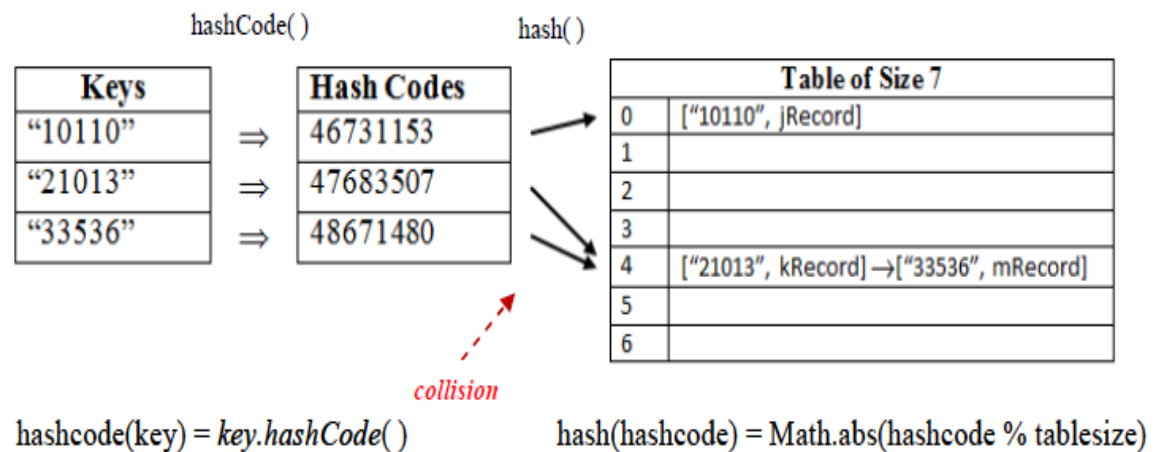 hashCode( )
hash( )
Keys
Hash Codes
Table of Size 7
“10110” ⇒ 46731153
“21013” ⇒ 47683507
“33536” ⇒ 48671480
0 [“10110”, jRecord]
1
2
3
4 [“21013”, kRecord] →[“33536”, mRecord]
5
6
collision
hashcode(key) = key.hashCode( )
hash(hashcode) = Math.abs(hashcode % tablesize)